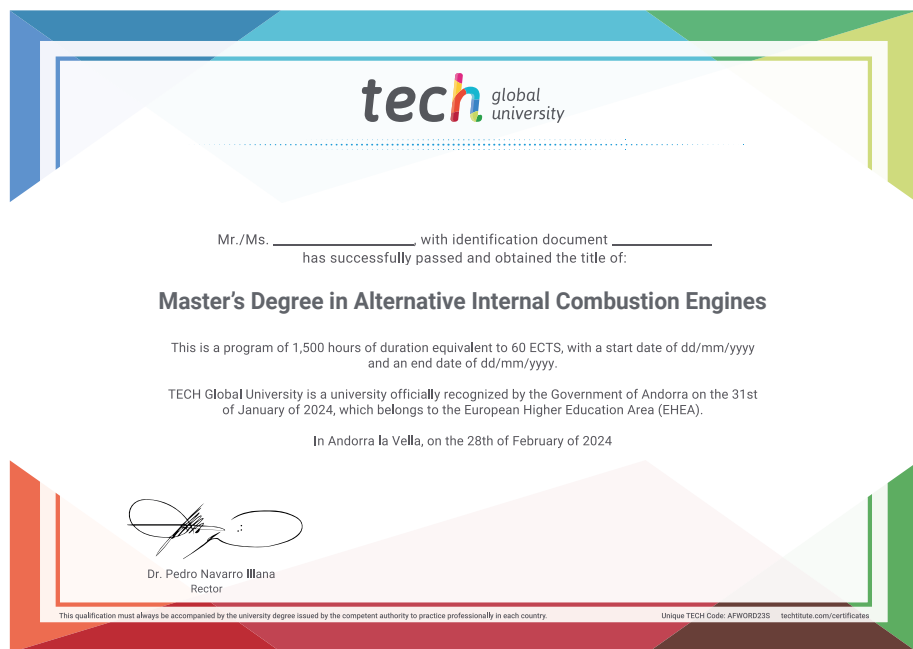 tech global university
Mr./Ms. ____________, with identification document ____________
has successfully passed and obtained the title of:
Master's Degree in Alternative Internal Combustion Engines
This is a program of 1,500 hours of duration equivalent to 60 ECTS, with a start date of dd/mm/yyyy
and an end date of dd/mm/yyyy.
TECH Global University is a university officially recognized by the Government of Andorra on the 31st
of January of 2024, which belongs to the European Higher Education Area (EHEA).
In Andorra la Vella, on the 28th of February of 2024
Dr. Pedro Navarro Illana
Rector
This qualification must always be accompanied by the university degree issued by the competent authority to practice professionally in each country.
Unique TECH Code: AFWORD23S techtitute.com/certificates